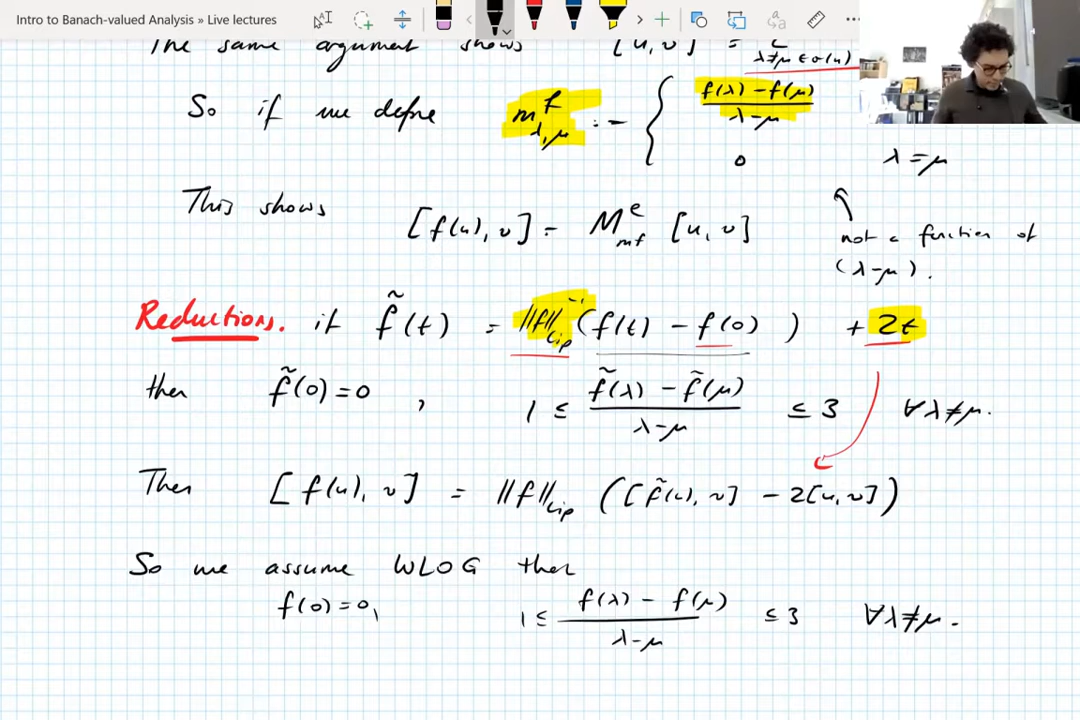 Intro to Banach-valued Analysis » Live lectures
The same argument shows [u, v] = Σ
λ≠μ ∈ σ(u)
So if we define m^f_{λ,μ} := { (f(λ) - f(μ)) / (λ-μ)
0 λ = μ
This shows [f(u), v] = M^e_{mf} [u, v]
not a function of
(λ-μ).
Reductions. if f̃(t) = ||f||_{Lip}^{-1} (f(t) - f(0)) + 2t
then f̃(0) = 0, 1 ≤ (f̃(λ) - f̃(μ)) / (λ-μ) ≤ 3 ∀λ≠μ.
Then [f(u), v] = ||f||_{Lip} ([f̃(u), v] - 2[u, v])
So we assume WLOG that
f(0) = 0, 1 ≤ (f(λ) - f(μ)) / (λ-μ) ≤ 3 ∀λ≠μ.